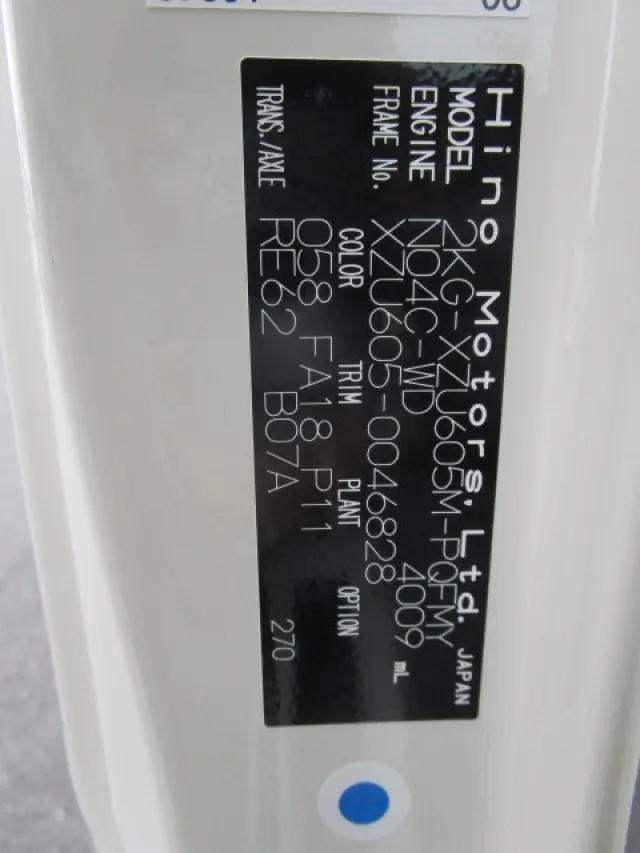 Hino Motors, Ltd. JAPAN
MODEL 2KG-XZU605M-PQFMY
ENGINE N04C-WD 4009 mL
FRAME No. XZU605-0046828
COLOR TRIM PLANT OPTION
058 FA18 P11
TRANS./AXLE RE62 B07A 270